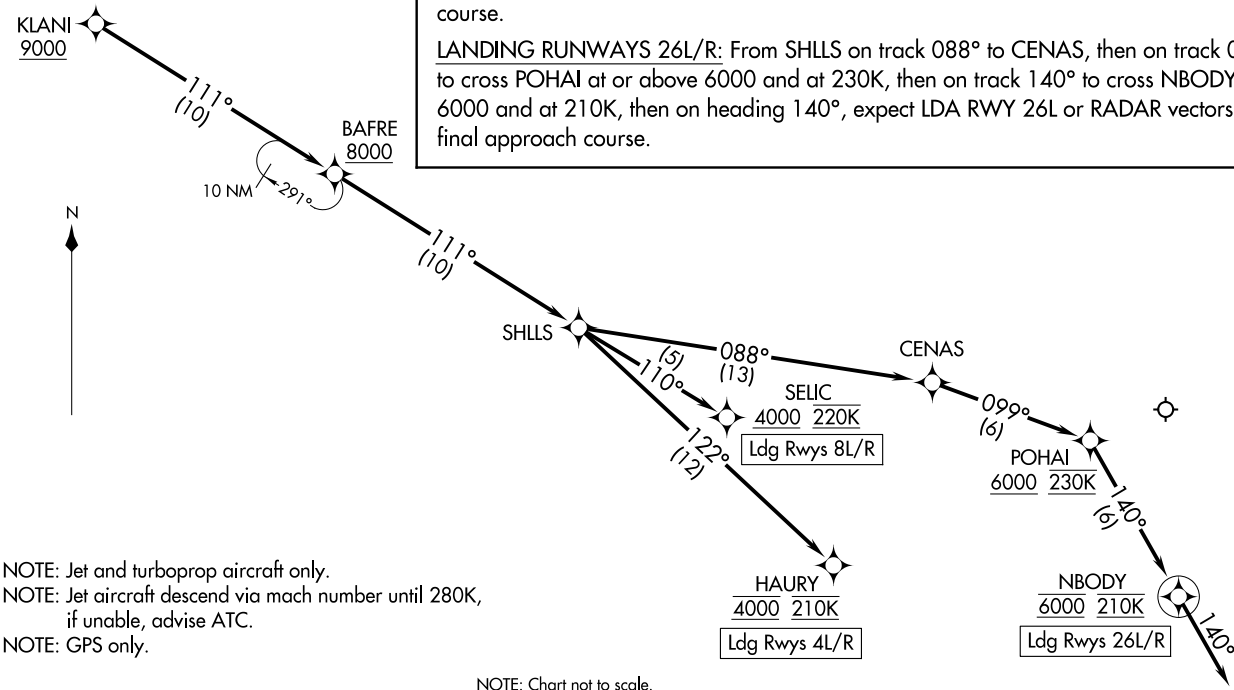 course.
LANDING RUNWAYS 26L/R: From SHLLS on track 088° to CENAS, then on track
to cross POHAI at or above 6000 and at 230K, then on track 140° to cross NBODY
6000 and at 210K, then on heading 140°, expect LDA RWY 26L or RADAR vectors
final approach course.
KLANI
9000
111°
(10)
BAFRE
8000
10 NM
291°
N
111°
(10)
SHLLS
088°
(13)
CENAS
(5)
110°
SELIC
4000 220K
Ldg Rwys 8L/R
099°
(6)
POHAI
6000 230K
122°
(12)
140°
(6)
HAURY
4000 210K
Ldg Rwys 4L/R
NBODY
6000 210K
Ldg Rwys 26L/R
140°
NOTE: Jet and turboprop aircraft only.
NOTE: Jet aircraft descend via mach number until 280K,
if unable, advise ATC.
NOTE: GPS only.
NOTE: Chart not to scale.